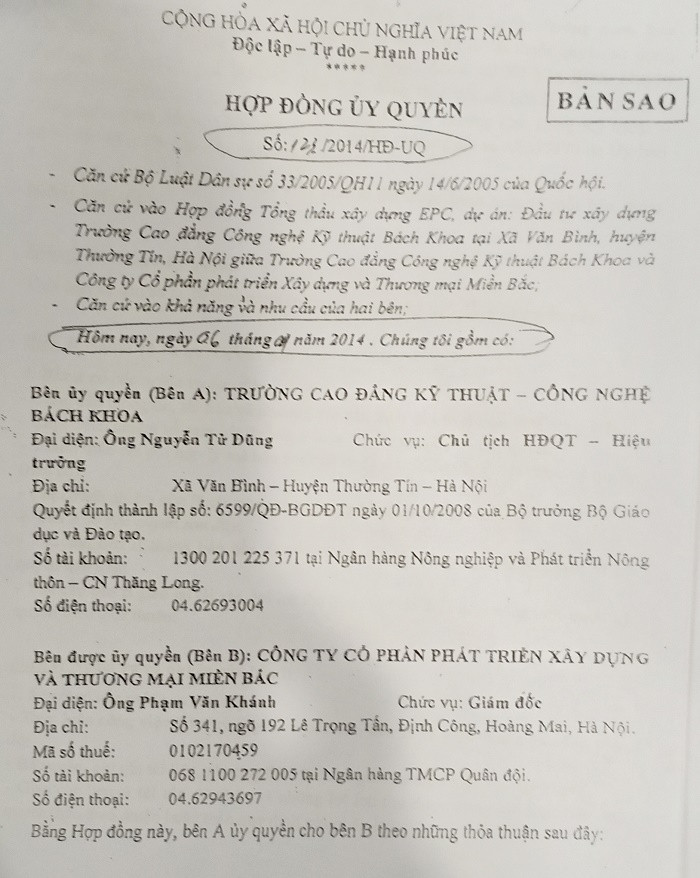 CỘNG HÒA XÃ HỘI CHỦ NGHĨA VIỆT NAM
Độc lập – Tự do – Hạnh phúc
*****
HỢP ĐỒNG ỦY QUYỀN
BẢN SAO
Số: /2014/HĐ-UQ
- Căn cứ Bộ Luật Dân sự số 33/2005/QH11 ngày 14/6/2005 của Quốc hội.
- Căn cứ vào Hợp đồng Tổng thầu xây dựng EPC, dự án: Đầu tư xây dựng
Trường Cao đẳng Công nghệ Kỹ thuật Bách Khoa tại Xã Văn Bình, huyện
Thường Tín, Hà Nội giữa Trường Cao đẳng Công nghệ Kỹ thuật Bách Khoa và
Công ty Cổ phần phát triển Xây dựng và Thương mại Miền Bắc;
- Căn cứ vào khả năng và nhu cầu của hai bên;
Hôm nay, ngày 06 tháng năm 2014 . Chúng tôi gồm có:
Bên ủy quyền (Bên A): TRƯỜNG CAO ĐẲNG KỸ THUẬT – CÔNG NGHỆ
BÁCH KHOA
Đại diện: Ông Nguyễn Tử Dũng Chức vụ: Chủ tịch HĐQT – Hiệu
trưởng
Địa chỉ: Xã Văn Bình – Huyện Thường Tín – Hà Nội
Quyết định thành lập số: 6599/QĐ-BGDĐT ngày 01/10/2008 của Bộ trưởng Bộ Giáo
dục và Đào tạo.
Số tài khoản: 1300 201 225 371 tại Ngân hàng Nông nghiệp và Phát triển Nông
thôn – CN Thăng Long.
Số điện thoại: 04.62693004
Bên được ủy quyền (Bên B): CÔNG TY CỔ PHẦN PHÁT TRIỂN XÂY DỰNG
VÀ THƯƠNG MẠI MIỀN BẮC
Đại diện: Ông Phạm Văn Khánh Chức vụ: Giám đốc
Địa chỉ: Số 341, ngõ 192 Lê Trọng Tấn, Định Công, Hoàng Mai, Hà Nội.
Mã số thuế: 0102170459
Số tài khoản: 068 1100 272 005 tại Ngân hàng TMCP Quân đội.
Số điện thoại: 04.62943697
Bằng Hợp đồng này, bên A ủy quyền cho bên B theo những thỏa thuận sau đây: